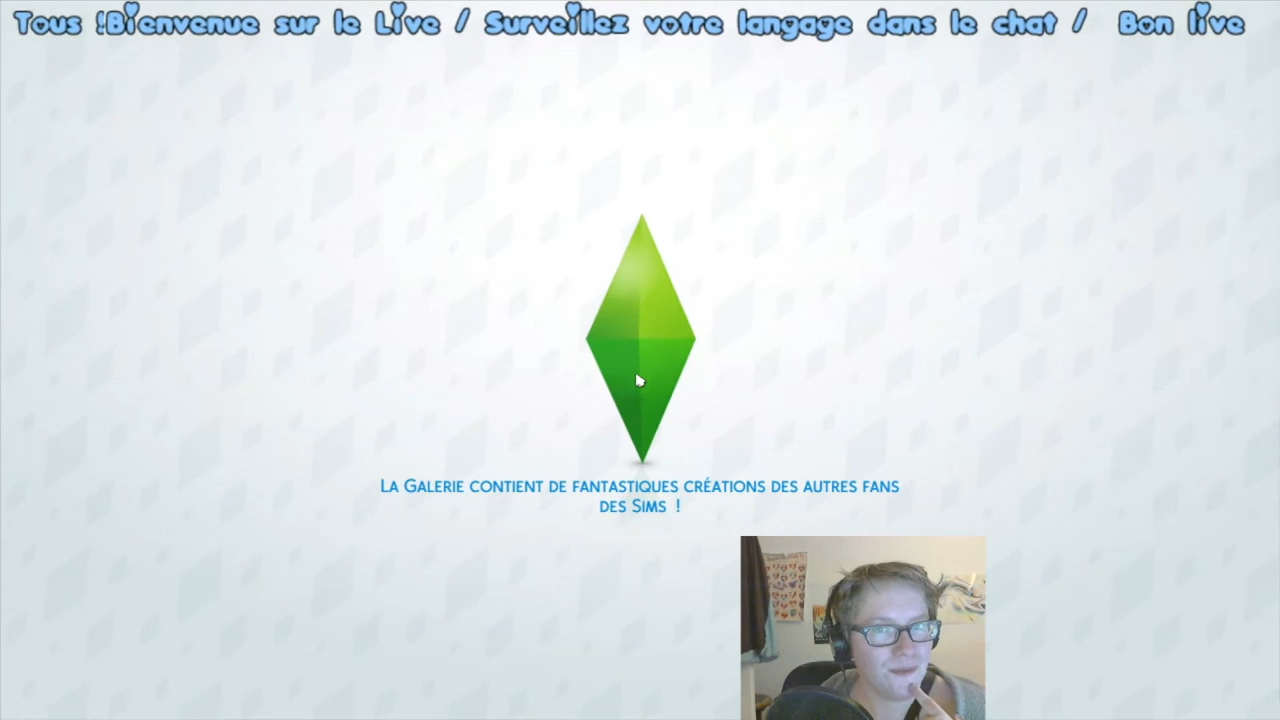 Tous !Bienvenue sur le Live / Surveillez votre langage dans le chat / Bon live
La Galerie contient de fantastiques créations des autres fans
des Sims !